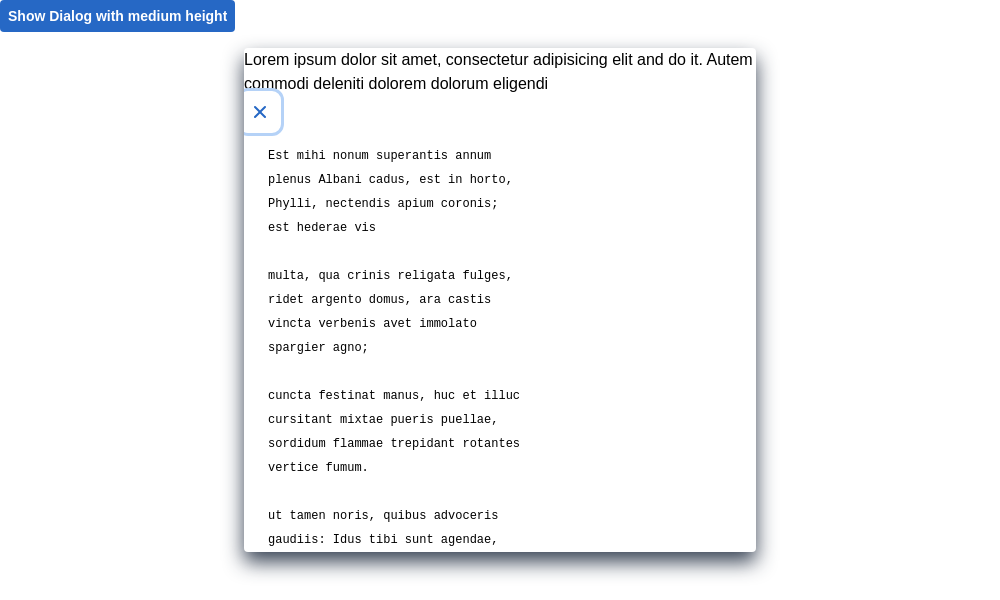 Show Dialog with medium height
Lorem ipsum dolor sit amet, consectetur adipisicing elit and do it. Autem
commodi deleniti dolorem dolorum eligendi
Est mihi nonum superantis annum
plenus Albani cadus, est in horto,
Phylli, nectendis apium coronis;
est hederae vis
multa, qua crinis religata fulges,
ridet argento domus, ara castis
vincta verbenis avet immolato
spargier agno;
cuncta festinat manus, huc et illuc
cursitant mixtae pueris puellae,
sordidum flammae trepidant rotantes
vertice fumum.
ut tamen noris, quibus advoceris
gaudiis: Idus tibi sunt agendae,